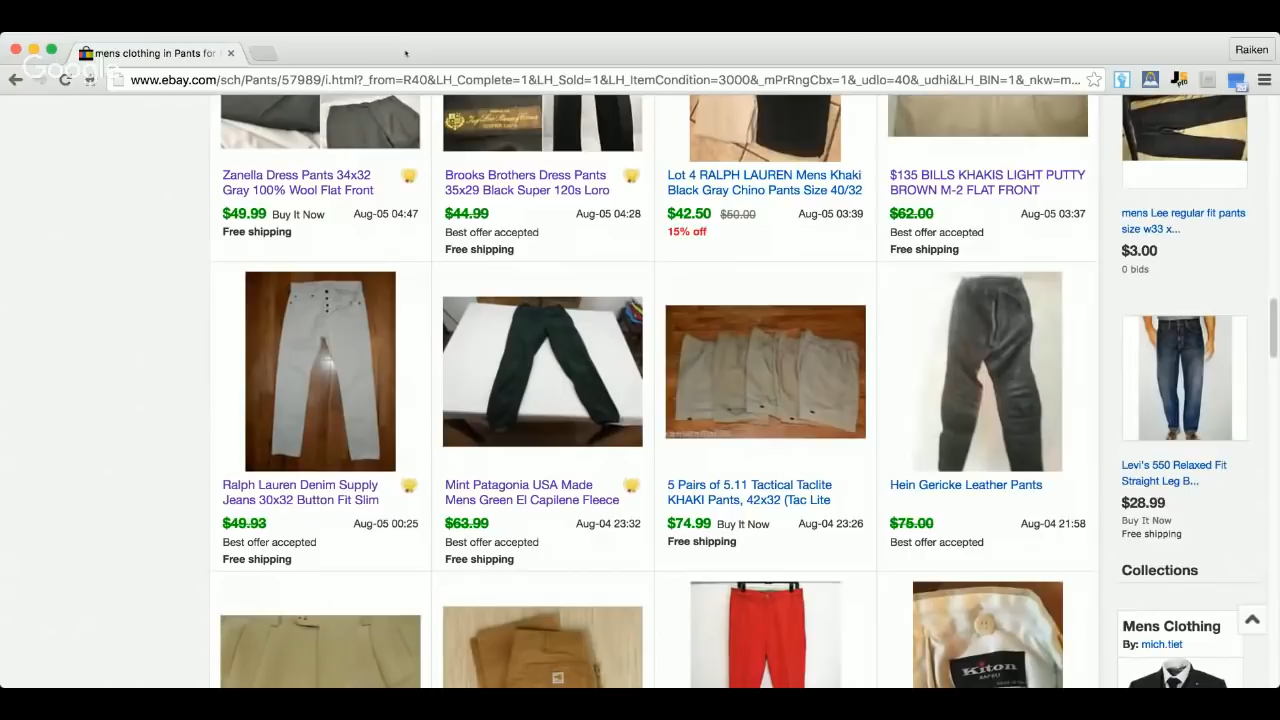 mens clothing in Pants for
Raiken
Google
www.ebay.com/sch/Pants/57989/i.html?_from=R40&LH_Complete=1&LH_Sold=1&LH_ItemCondition=3000&_mPrRngCbx=1&_udlo=40&_udhi&LH_BIN=1&_nkw=m...
Zanella Dress Pants 34x32
Gray 100% Wool Flat Front
$49.99 Buy It Now Aug-05 04:47
Free shipping
Brooks Brothers Dress Pants
35x29 Black Super 120s Loro
$44.99 Aug-05 04:28
Best offer accepted
Free shipping
Lot 4 RALPH LAUREN Mens Khaki
Black Gray Chino Pants Size 40/32
$42.50 $50.00 Aug-05 03:39
15% off
$135 BILLS KHAKIS LIGHT PUTTY
BROWN M-2 FLAT FRONT
$62.00 Aug-05 03:37
Best offer accepted
Free shipping
mens Lee regular fit pants
size w33 x...
$3.00
0 bids
Ralph Lauren Denim Supply
Jeans 30x32 Button Fit Slim
$49.93 Aug-05 00:25
Best offer accepted
Free shipping
Mint Patagonia USA Made
Mens Green El Capilene Fleece
$63.99 Aug-04 23:32
Best offer accepted
Free shipping
5 Pairs of 5.11 Tactical Taclite
KHAKI Pants, 42x32 (Tac Lite
$74.99 Buy It Now Aug-04 23:26
Free shipping
Hein Gericke Leather Pants
$75.00 Aug-04 21:58
Best offer accepted
Levi's 550 Relaxed Fit
Straight Leg B...
$28.99
Buy It Now
Free shipping
Collections
Mens Clothing
By: mich.tiet
Kiton
NAPOLI